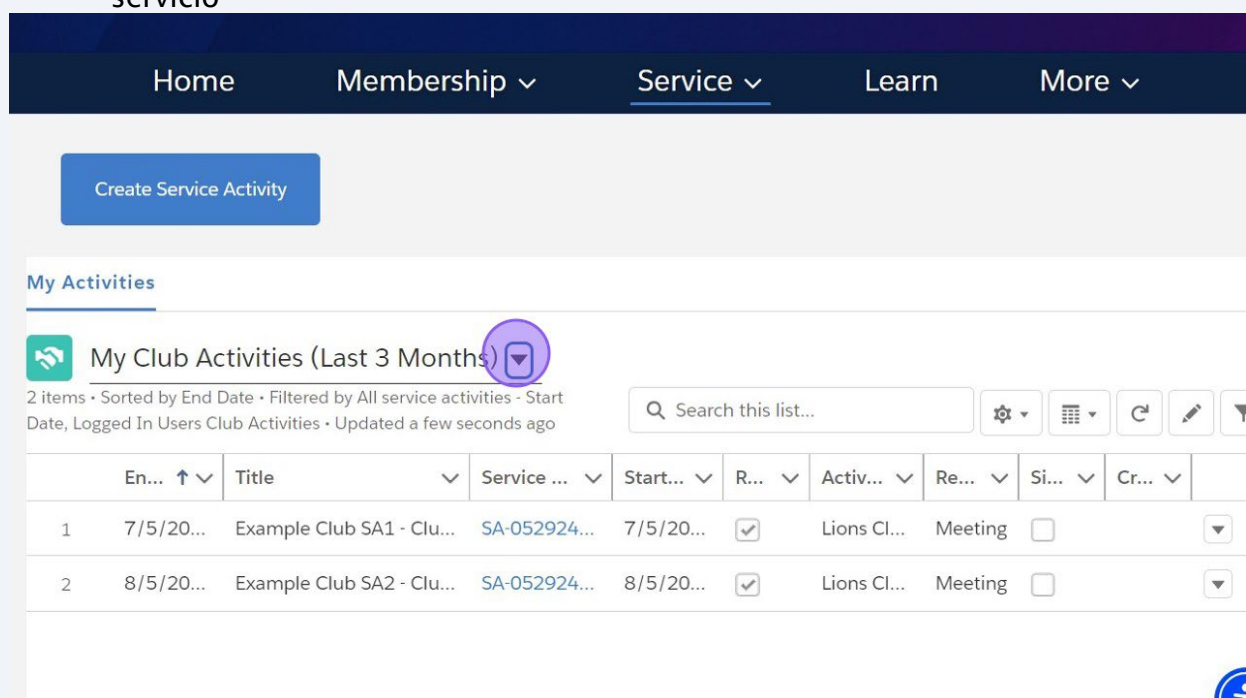 servicio
Home Membership Service Learn More
Create Service Activity
My Activities
My Club Activities (Last 3 Months)
2 items • Sorted by End Date • Filtered by All service activities - Start
Date, Logged In Users Club Activities • Updated a few seconds ago
Search this list...
En... Title Service ... Start... R... Activ... Re... Si... Cr...
1 7/5/20... Example Club SA1 - Clu... SA-052924... 7/5/20... Lions Cl... Meeting
2 8/5/20... Example Club SA2 - Clu... SA-052924... 8/5/20... Lions Cl... Meeting